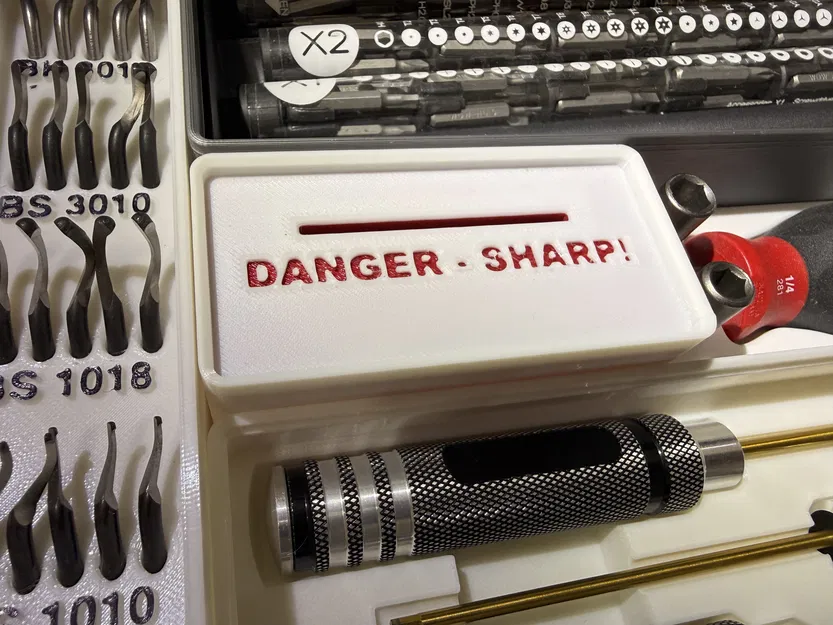 BS 3010
BS 1018
1010
X2
DANGER - SHARP!
1/4
281